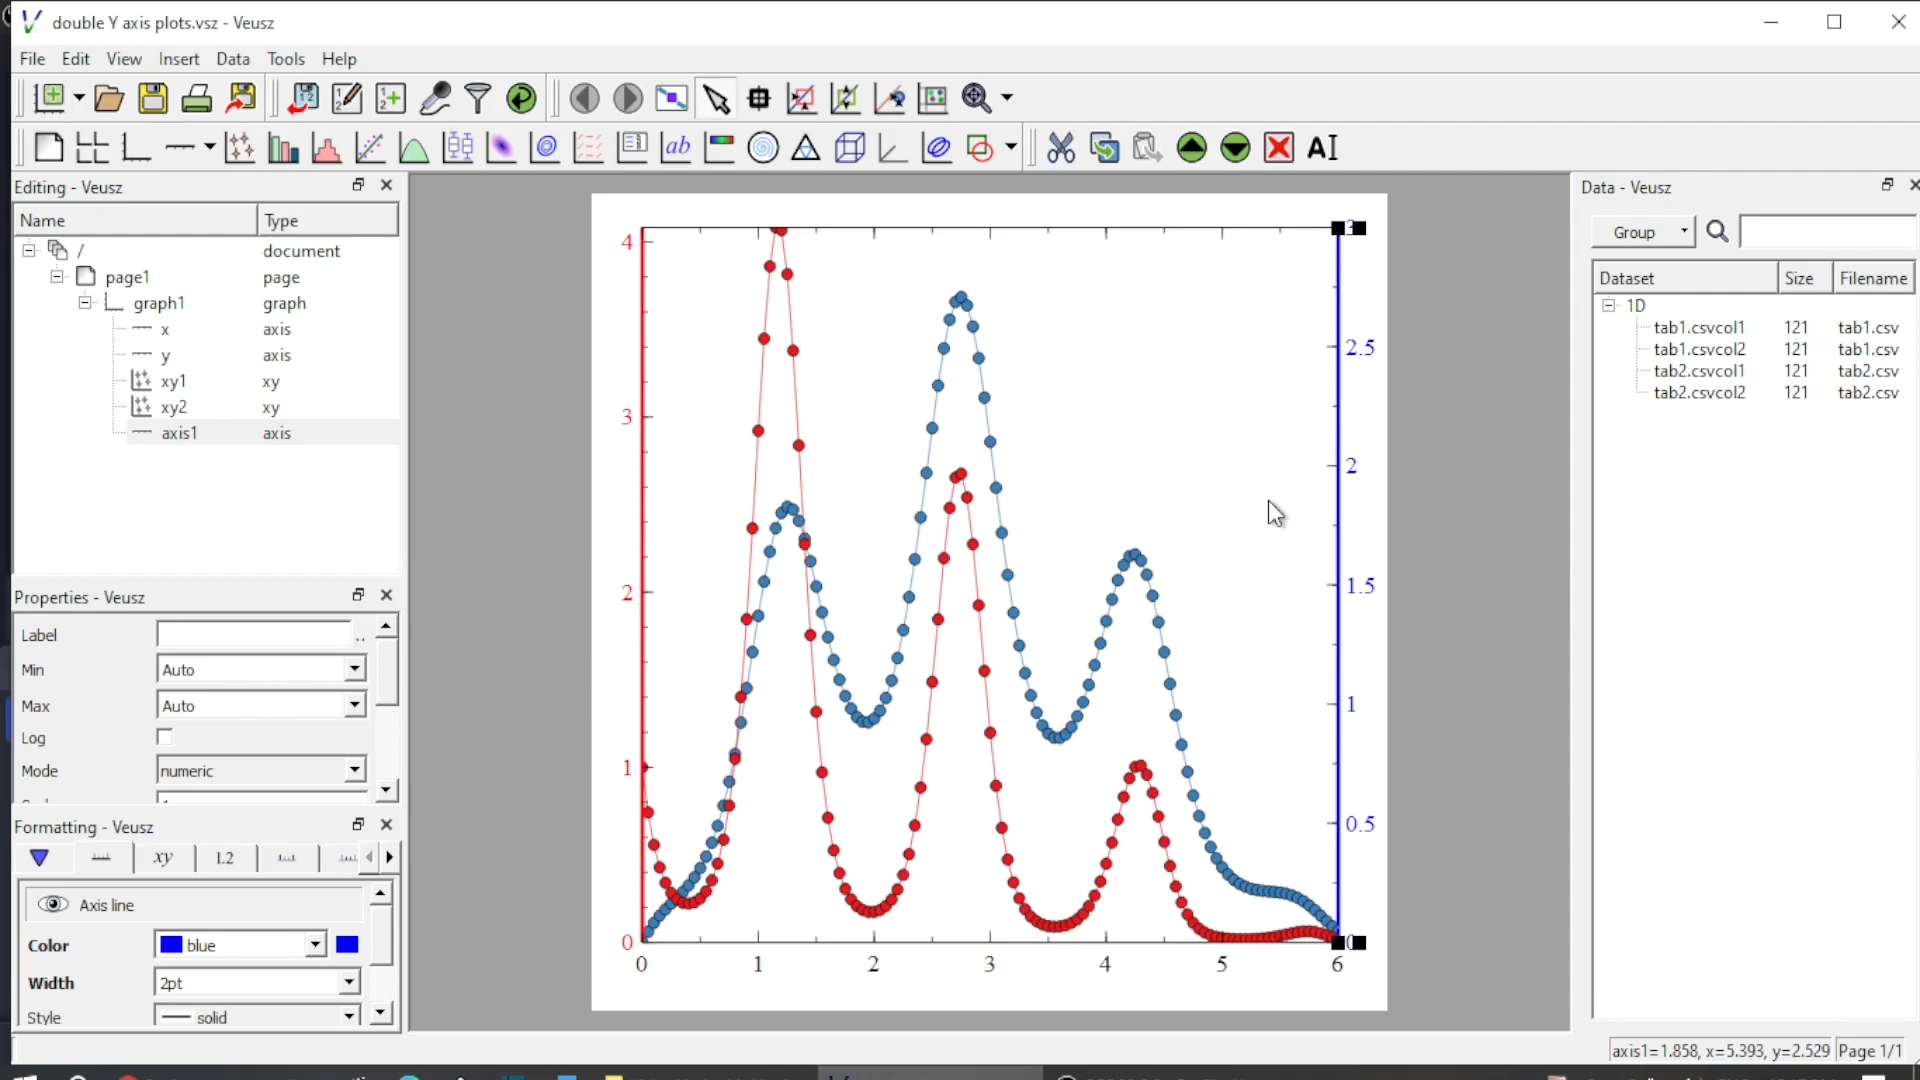 double Y axis plots.vsz - Veusz
File Edit View Insert Data Tools Help
ab
AI
Editing - Veusz
Name Type
/ document
page1 page
graph1 graph
x axis
y axis
xy1 xy
xy2 xy
axis1 axis
Properties - Veusz
Label ..
Min Auto
Max Auto
Log
Mode numeric
Formatting - Veusz
xy 1.2
Axis line
Color blue
Width 2pt
Style solid
4
3
2
1
0
0 1 2 3 4 5 6
3
2.5
2
1.5
1
0.5
0
Data - Veusz
Group
Dataset Size Filename
1D
tab1.csvcol1 121 tab1.csv
tab1.csvcol2 121 tab1.csv
tab2.csvcol1 121 tab2.csv
tab2.csvcol2 121 tab2.csv
axis1=1.858, x=5.393, y=2.529 Page 1/1